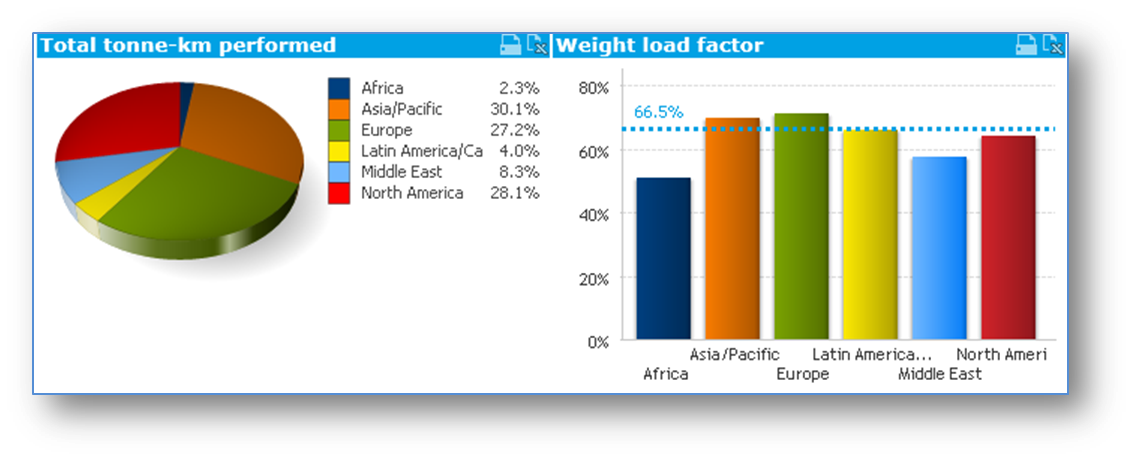 Total tonne-km performed
Africa 2.3%
Asia/Pacific 30.1%
Europe 27.2%
Latin America/Ca 4.0%
Middle East 8.3%
North America 28.1%
Weight load factor
80%
66.5%
60%
40%
20%
0%
Asia/Pacific Latin America... North Ameri
Africa Europe Middle East